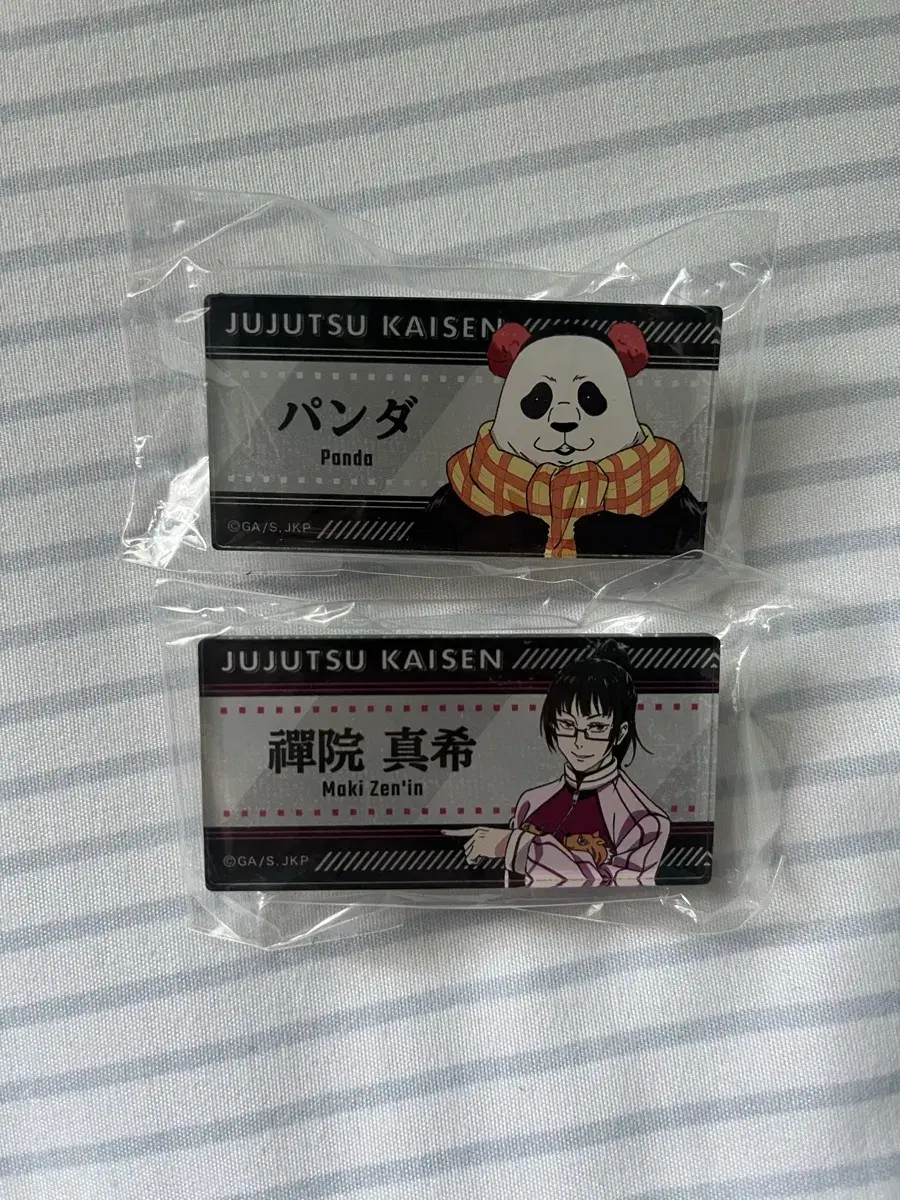 JUJUTSU KAISEN
パンダ
Panda
©GA/S,JKP
JUJUTSU KAISEN
禪院 真希
Maki Zen'in
©GA/S,JKP